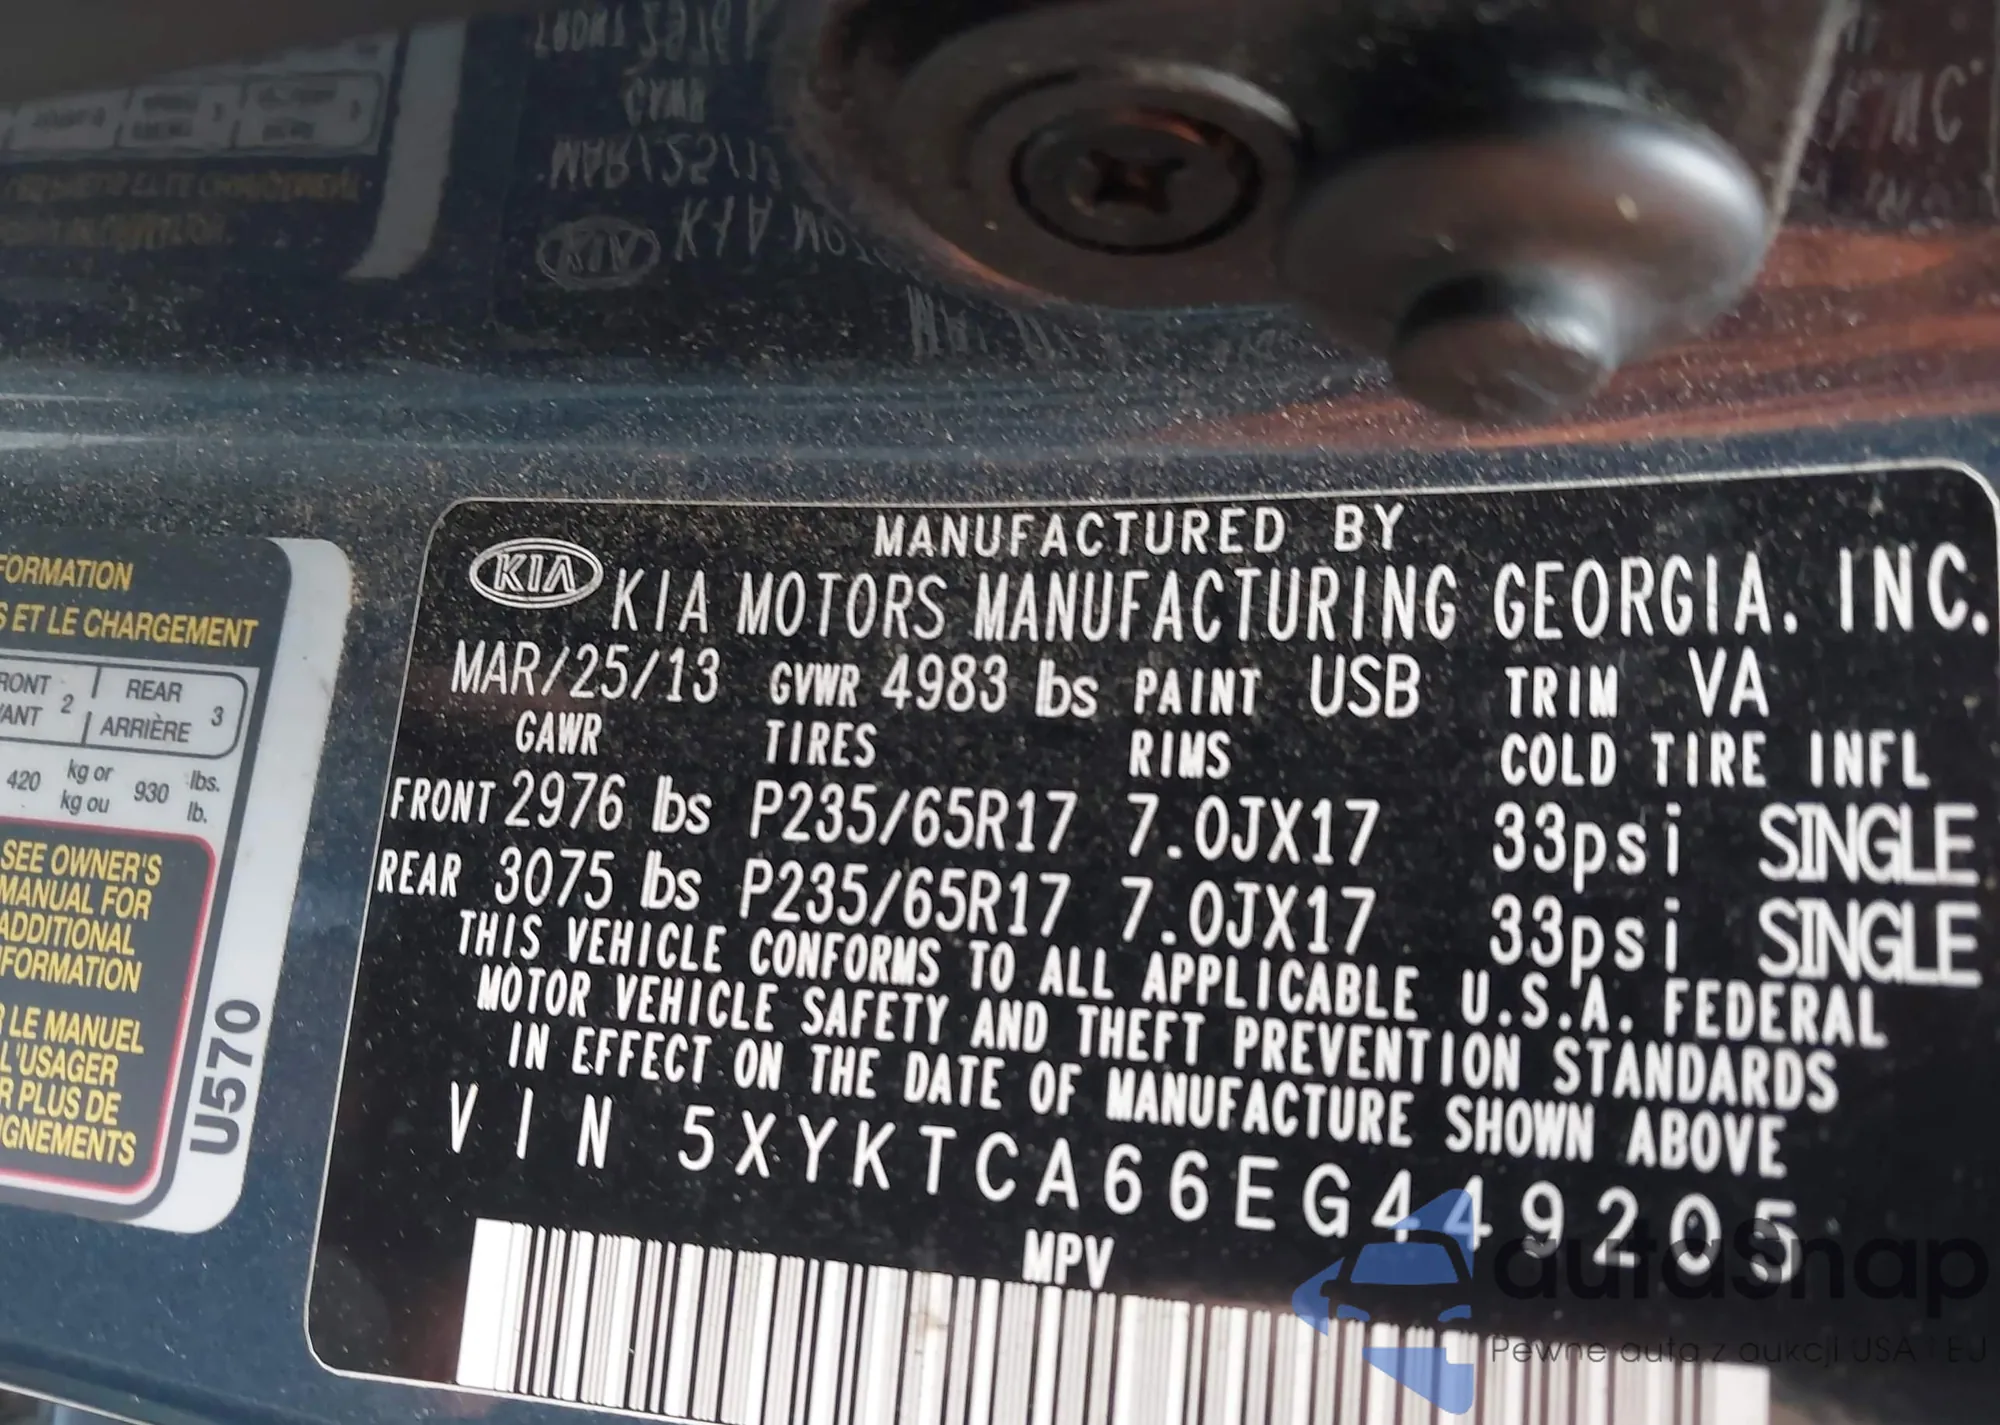 MANUFACTURED BY
KIA KIA MOTORS MANUFACTURING GEORGIA. INC.
MAR/25/13 GVWR 4983 lbs PAINT USB TRIM VA
GAWR TIRES RIMS COLD TIRE INFL
FRONT 2976 lbs P235/65R17 7.0JX17 33psi SINGLE
REAR 3075 lbs P235/65R17 7.0JX17 33psi SINGLE
THIS VEHICLE CONFORMS TO ALL APPLICABLE U.S.A. FEDERAL
MOTOR VEHICLE SAFETY AND THEFT PREVENTION STANDARDS
IN EFFECT ON THE DATE OF MANUFACTURE SHOWN ABOVE
VIN 5XYKTCA66EG449205
MPV
FORMATION
S ET LE CHARGEMENT
RONT 2 REAR 3
VANT ARRIÈRE
420 kg or 930 lbs.
kg ou lb.
SEE OWNER'S
MANUAL FOR
ADDITIONAL
FORMATION
R LE MANUEL
L'USAGER
R PLUS DE
IGNEMENTS
U570
autaSnap
Pewne auta z aukcji USA i EJ